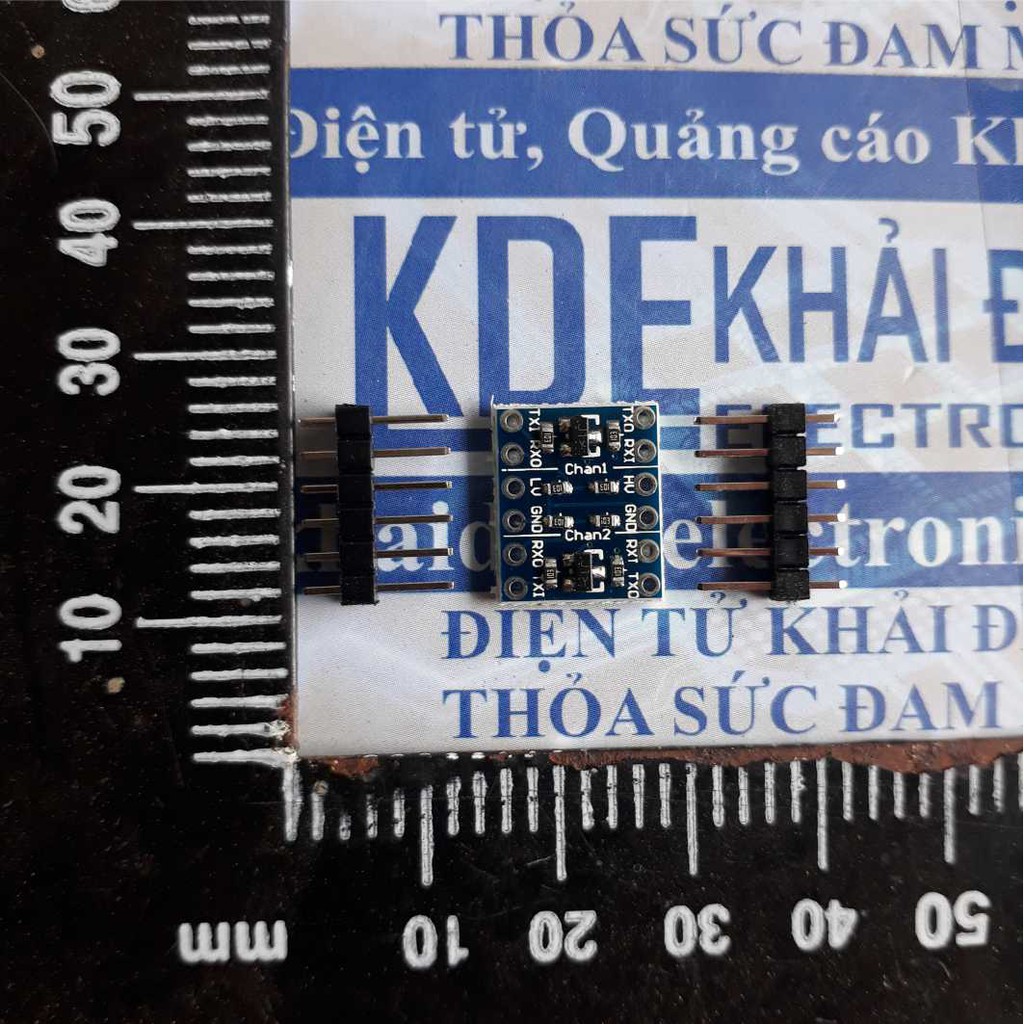 THỎA SỨC ĐAM M
Điện tử, Quảng cáo Kh
KDE KHẢI Đ
ELECTRO
electroni
ĐIỆN TỬ KHẢI Đ
THỎA SỨC ĐAM
50
40
30
20
10
mm 10 20 30 40 50
TXI TXO
RXO RXI
Chan1
LV HV
GND GND
Chan2
RXO RXI
TXI TXO